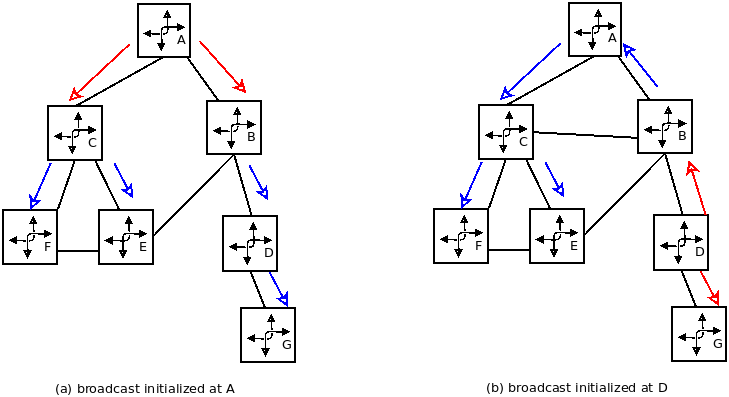 A A
C B C B
F E D F E D
G G
(a) broadcast initialized at A
(b) broadcast initialized at D